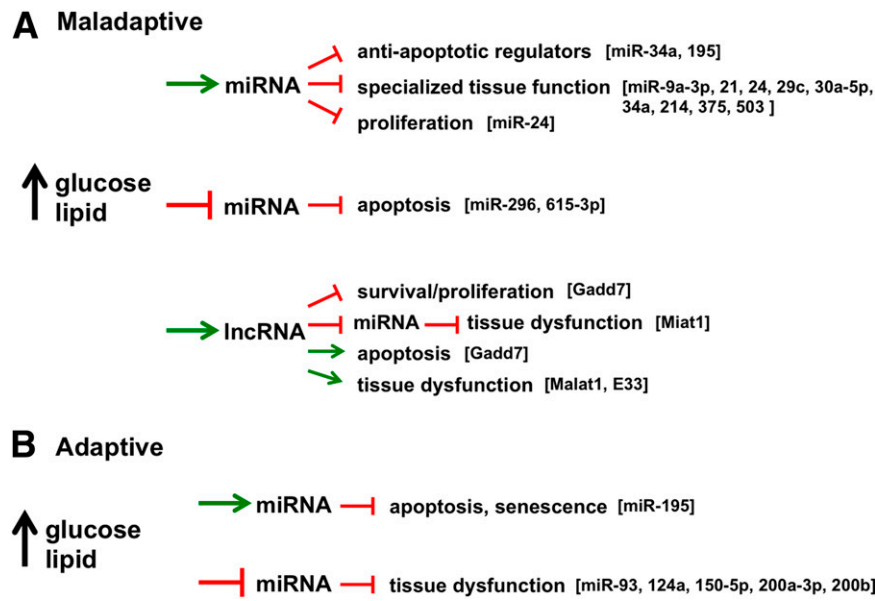 A Maladaptive
anti-apoptotic regulators [miR-34a, 195]
miRNA specialized tissue function [miR-9a-3p, 21, 24, 29c, 30a-5p,
34a, 214, 375, 503 ]
proliferation [miR-24]
glucose
lipid
miRNA apoptosis [miR-296, 615-3p]
survival/proliferation [Gadd7]
lncRNA miRNA tissue dysfunction [Miat1]
apoptosis [Gadd7]
tissue dysfunction [Malat1, E33]
B Adaptive
glucose
lipid
miRNA apoptosis, senescence [miR-195]
miRNA tissue dysfunction [miR-93, 124a, 150-5p, 200a-3p, 200b]